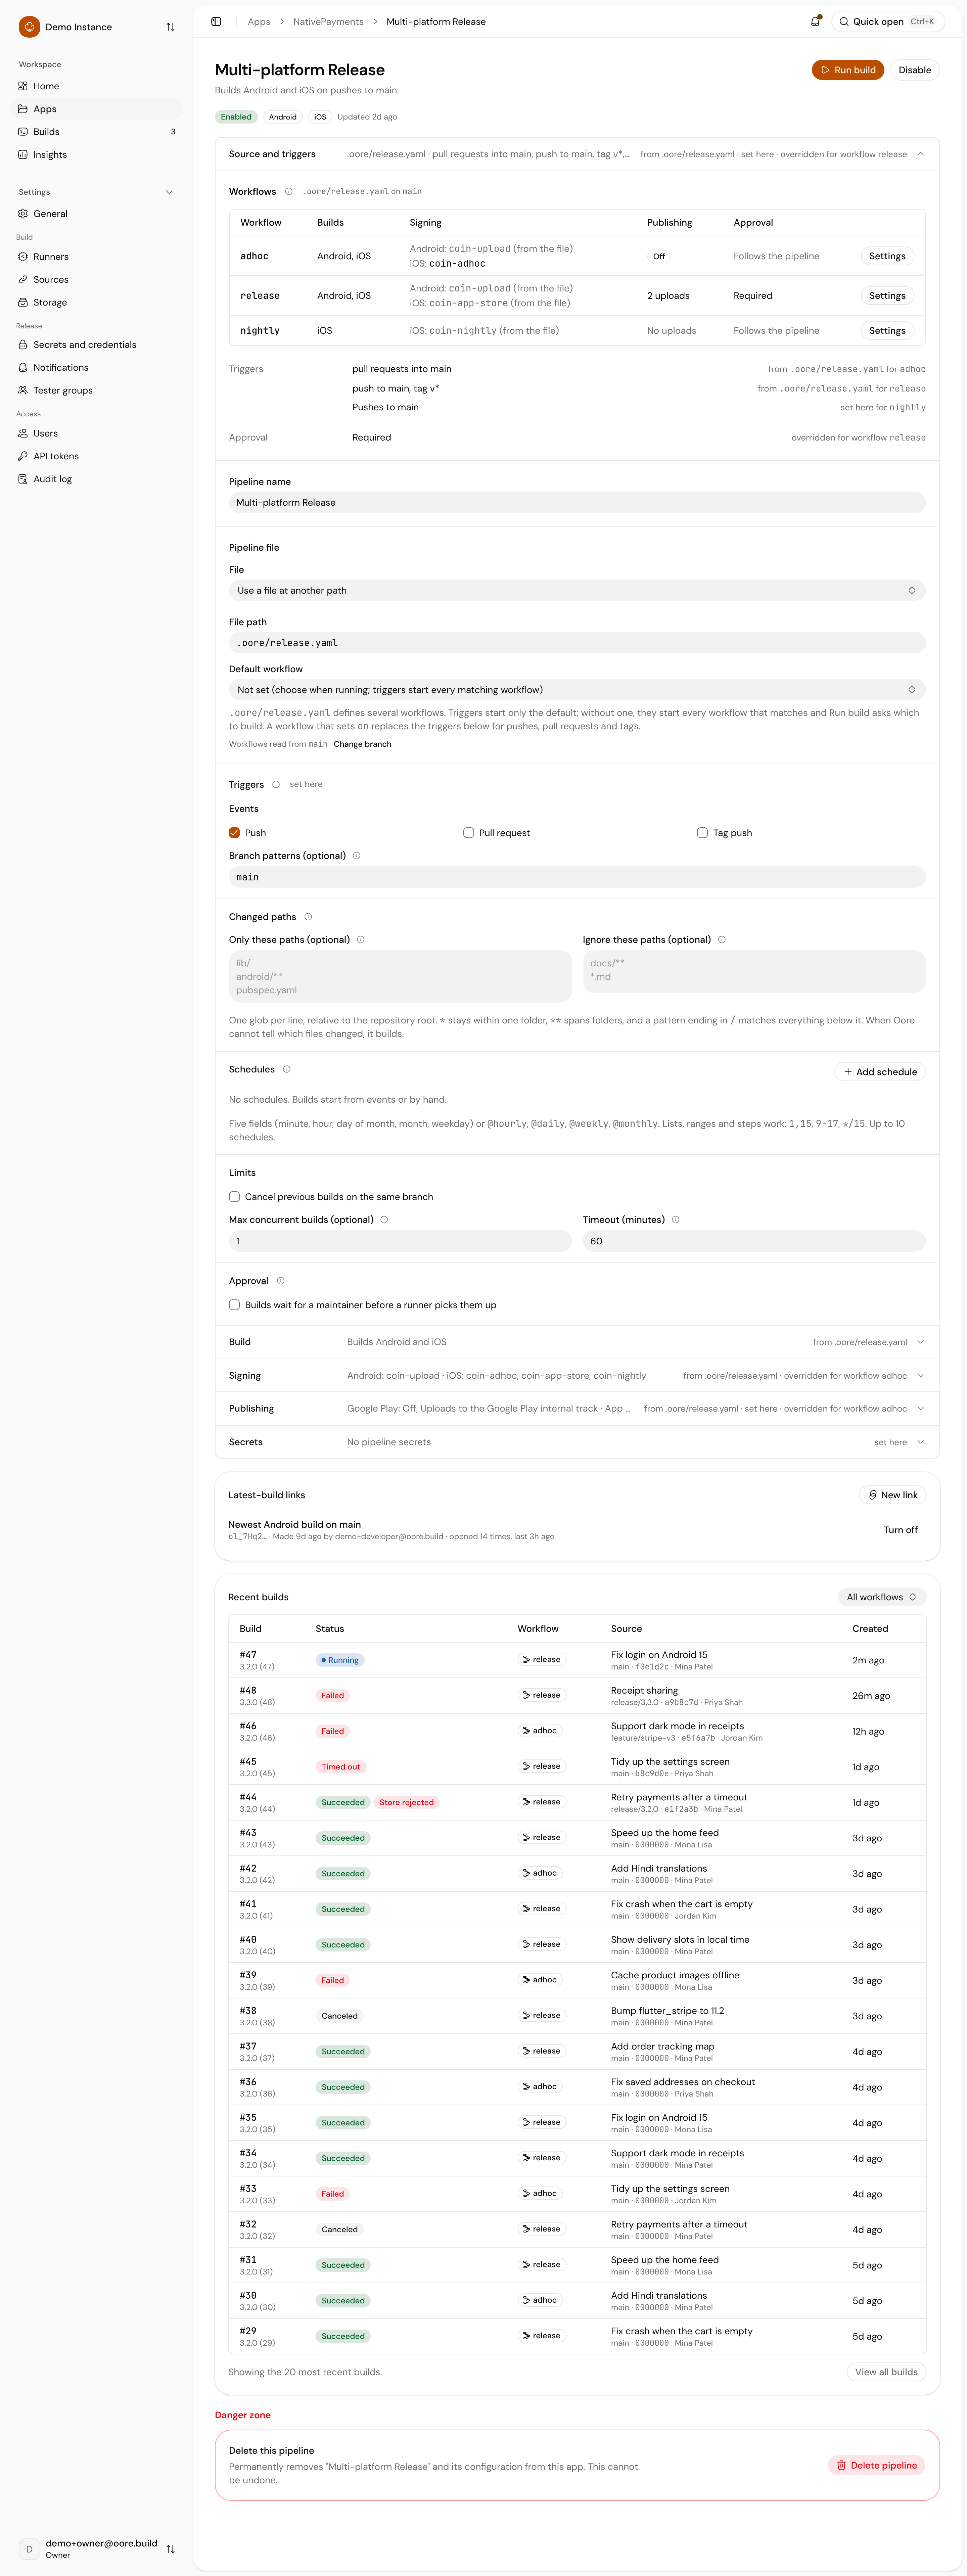 Demo Instance
Workspace
Home
Apps
Builds 3
Insights
Settings
General
Build
Runners
Sources
Storage
Release
Secrets and credentials
Notifications
Tester groups
Access
Users
API tokens
Audit log
demo+owner@oore.build
Owner
D
Apps > NativePayments > Multi-platform Release
Quick open Ctrl+K
Multi-platform Release
Run build
Disable
Builds Android and iOS on pushes to main.
Enabled Android iOS Updated 2d ago
Source and triggers .oore/release.yaml · pull requests into main, push to main, tag v*,... from .oore/release.yaml · set here · overridden for workflow release
Workflows .oore/release.yaml on main
Workflow Builds Signing Publishing Approval
adhoc Android, iOS Android: coin-upload (from the file) Off Follows the pipeline Settings
iOS: coin-adhoc
release Android, iOS Android: coin-upload (from the file) 2 uploads Required Settings
iOS: coin-app-store (from the file)
nightly iOS iOS: coin-nightly (from the file) No uploads Follows the pipeline Settings
Triggers pull requests into main from .oore/release.yaml for adhoc
push to main, tag v* from .oore/release.yaml for release
Pushes to main set here for nightly
Approval Required overridden for workflow release
Pipeline name
Multi-platform Release
Pipeline file
File
Use a file at another path
File path
.oore/release.yaml
Default workflow
Not set (choose when running; triggers start every matching workflow)
.oore/release.yaml defines several workflows. Triggers start only the default; without one, they start every workflow that matches and Run build asks which
to build. A workflow that sets on replaces the triggers below for pushes, pull requests and tags.
Workflows read from main Change branch
Triggers set here
Events
Push Pull request Tag push
Branch patterns (optional)
main
Changed paths
Only these paths (optional) Ignore these paths (optional)
lib/
android/**
pubspec.yaml
docs/**
*.md
One glob per line, relative to the repository root. * stays within one folder, ** spans folders, and a pattern ending in / matches everything below it. When Oore
cannot tell which files changed, it builds.
Schedules
Add schedule
No schedules. Builds start from events or by hand.
Five fields (minute, hour, day of month, month, weekday) or @hourly, @daily, @weekly, @monthly. Lists, ranges and steps work: 1,15, 9-17, */15. Up to 10
schedules.
Limits
Cancel previous builds on the same branch
Max concurrent builds (optional) Timeout (minutes)
1 60
Approval
Builds wait for a maintainer before a runner picks them up
Build Builds Android and iOS from .oore/release.yaml
Signing Android: coin-upload · iOS: coin-adhoc, coin-app-store, coin-nightly from .oore/release.yaml · overridden for workflow adhoc
Publishing Google Play: Off, Uploads to the Google Play internal track · App ... from .oore/release.yaml · set here · overridden for workflow adhoc
Secrets No pipeline secrets set here
Latest-build links
New link
Newest Android build on main
ol_7Hq2… · Made 9d ago by demo+developer@oore.build · opened 14 times, last 3h ago
Turn off
Recent builds
All workflows
Build Status Workflow Source Created
#47 Running release Fix login on Android 15 2m ago
3.2.0 (47) main · f0e1d2c · Mina Patel
#48 Failed release Receipt sharing 26m ago
3.3.0 (48) release/3.3.0 · a9b8c7d · Priya Shah
#46 Failed adhoc Support dark mode in receipts 12h ago
3.2.0 (46) feature/stripe-v3 · e5f6a7b · Jordan Kim
#45 Timed out release Tidy up the settings screen 1d ago
3.2.0 (45) main · b8c9d0e · Priya Shah
#44 Succeeded Store rejected release Retry payments after a timeout 1d ago
3.2.0 (44) release/3.2.0 · e1f2a3b · Mina Patel
#43 Succeeded release Speed up the home feed 3d ago
3.2.0 (43) main · 0000000 · Mona Lisa
#42 Succeeded adhoc Add Hindi translations 3d ago
3.2.0 (42) main · 0000000 · Mina Patel
#41 Succeeded release Fix crash when the cart is empty 3d ago
3.2.0 (41) main · 0000000 · Jordan Kim
#40 Succeeded release Show delivery slots in local time 3d ago
3.2.0 (40) main · 0000000 · Mina Patel
#39 Failed adhoc Cache product images offline 3d ago
3.2.0 (39) main · 0000000 · Mona Lisa
#38 Canceled release Bump flutter_stripe to 11.2 3d ago
3.2.0 (38) main · 0000000 · Mina Patel
#37 Succeeded release Add order tracking map 4d ago
3.2.0 (37) main · 0000000 · Mina Patel
#36 Succeeded adhoc Fix saved addresses on checkout 4d ago
3.2.0 (36) main · 0000000 · Priya Shah
#35 Succeeded release Fix login on Android 15 4d ago
3.2.0 (35) main · 0000000 · Mona Lisa
#34 Succeeded release Support dark mode in receipts 4d ago
3.2.0 (34) main · 0000000 · Mina Patel
#33 Failed adhoc Tidy up the settings screen 4d ago
3.2.0 (33) main · 0000000 · Jordan Kim
#32 Canceled release Retry payments after a timeout 4d ago
3.2.0 (32) main · 0000000 · Mina Patel
#31 Succeeded release Speed up the home feed 5d ago
3.2.0 (31) main · 0000000 · Mona Lisa
#30 Succeeded adhoc Add Hindi translations 5d ago
3.2.0 (30) main · 0000000 · Mina Patel
#29 Succeeded release Fix crash when the cart is empty 5d ago
3.2.0 (29) main · 0000000 · Mina Patel
Showing the 20 most recent builds.
View all builds
Danger zone
Delete this pipeline
Permanently removes "Multi-platform Release" and its configuration from this app. This cannot
be undone.
Delete pipeline